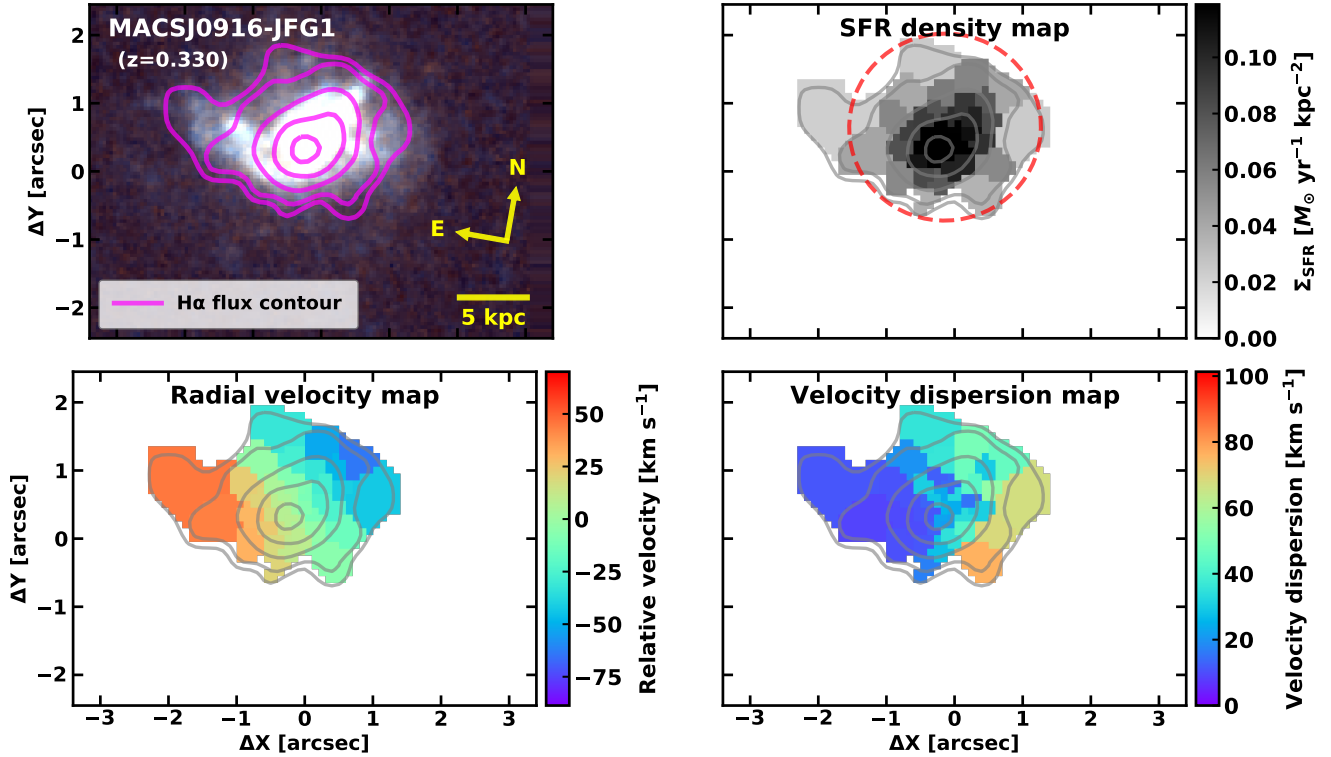 MACSJ0916-JFG1
(z=0.330)
2
1
0
−1
−2
ΔY [arcsec]
N
E
Hα flux contour
5 kpc
SFR density map
0.10
0.08
0.06
0.04
0.02
0.00
Σ_SFR [M⊙ yr⁻¹ kpc⁻²]
Radial velocity map
2
1
0
−1
−2
ΔY [arcsec]
−3 −2 −1 0 1 2 3
ΔX [arcsec]
50
25
0
−25
−50
−75
Relative velocity [km s⁻¹]
Velocity dispersion map
−3 −2 −1 0 1 2 3
ΔX [arcsec]
100
80
60
40
20
0
Velocity dispersion [km s⁻¹]